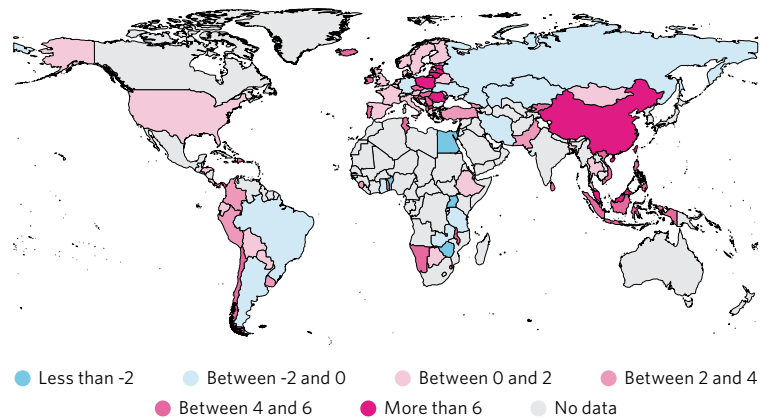 Less than -2 Between -2 and 0 Between 0 and 2 Between 2 and 4
Between 4 and 6 More than 6 No data